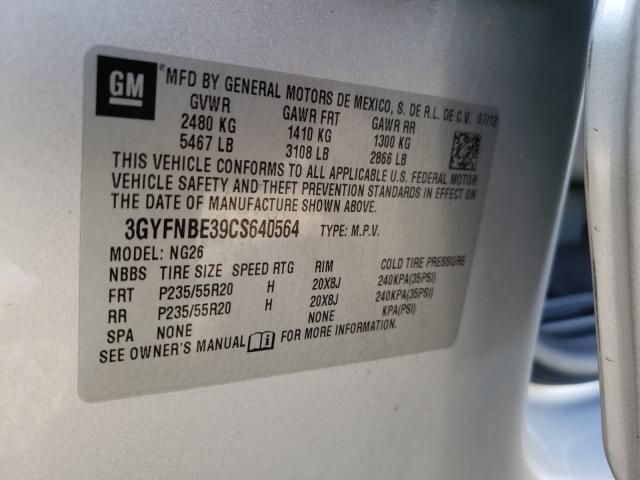 GM *MFD BY GENERAL MOTORS DE MEXICO, S. DE R.L. DE C.V. 07/12
GVWR GAWR FRT GAWR RR
2480 KG 1410 KG 1300 KG
5467 LB 3108 LB 2866 LB
THIS VEHICLE CONFORMS TO ALL APPLICABLE U.S. FEDERAL MOTOR
VEHICLE SAFETY AND THEFT PREVENTION STANDARDS IN EFFECT ON
THE DATE OF MANUFACTURE SHOWN ABOVE.
3GYFNBE39CS640564 TYPE: M.P.V.
MODEL: NG26
NBBS TIRE SIZE SPEED RTG RIM COLD TIRE PRESSURE
FRT P235/55R20 H 20X8J 240KPA(35PSI)
RR P235/55R20 H 20X8J 240KPA(35PSI)
SPA NONE NONE KPA(PSI)
SEE OWNER'S MANUAL FOR MORE INFORMATION.